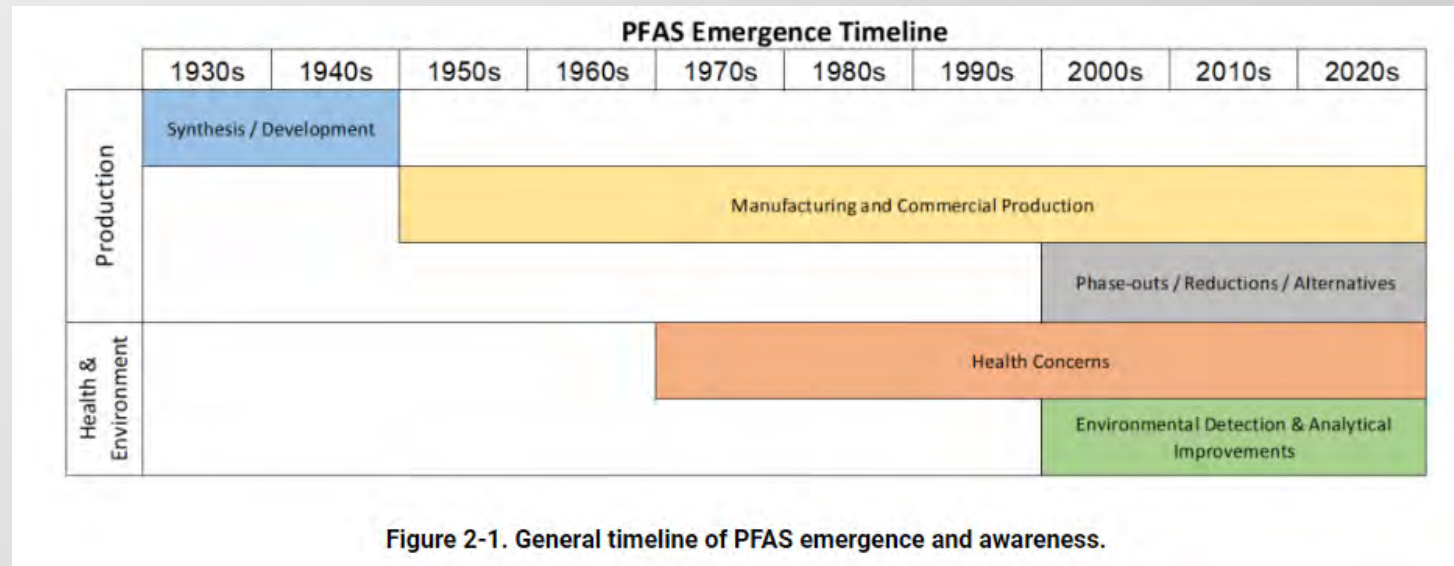 PFAS Emergence Timeline
1930s 1940s 1950s 1960s 1970s 1980s 1990s 2000s 2010s 2020s
Production
Synthesis / Development
Manufacturing and Commercial Production
Phase-outs / Reductions / Alternatives
Health &
Environment
Health Concerns
Environmental Detection & Analytical
Improvements
Figure 2-1. General timeline of PFAS emergence and awareness.